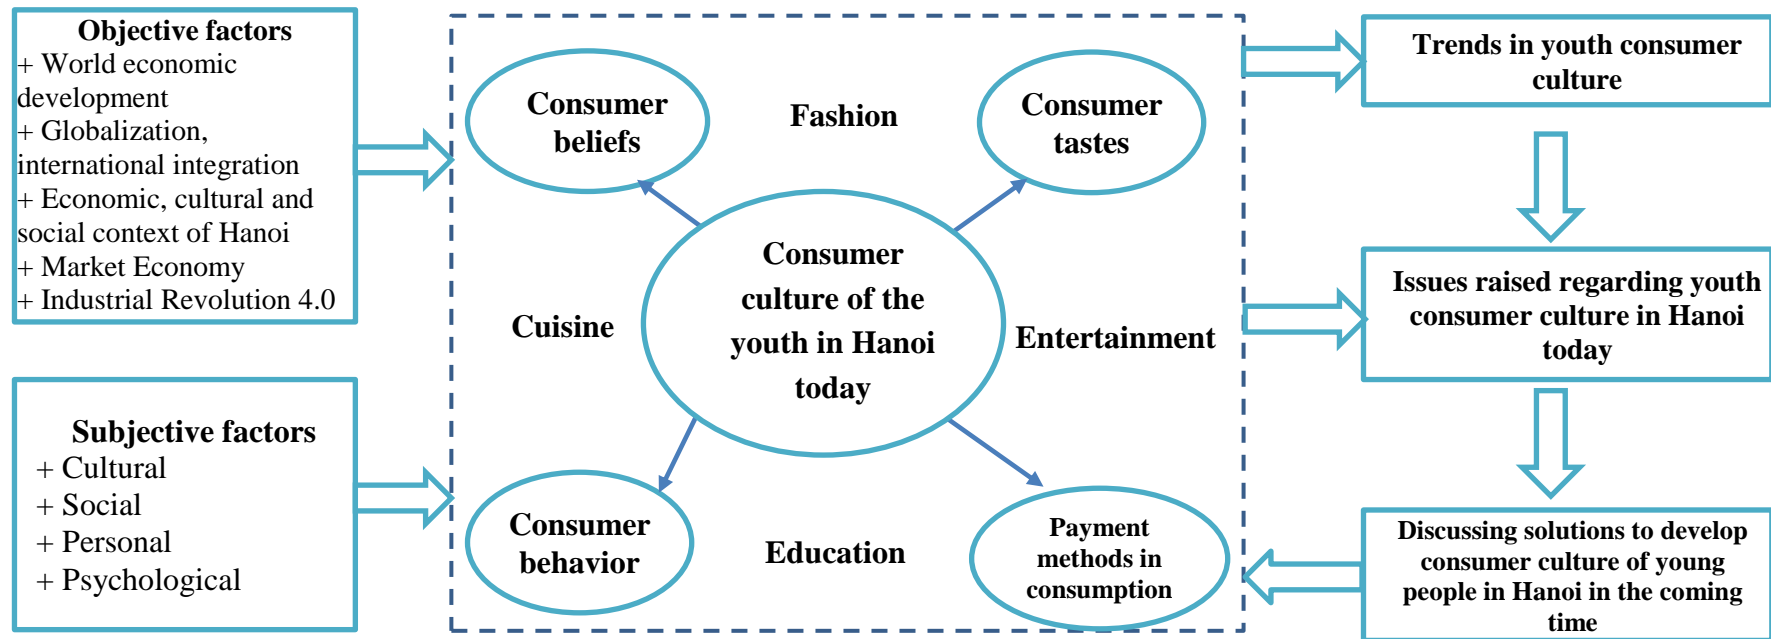 Objective factors
+ World economic
development
+ Globalization,
international integration
+ Economic, cultural and
social context of Hanoi
+ Market Economy
+ Industrial Revolution 4.0
Subjective factors
+ Cultural
+ Social
+ Personal
+ Psychological
Consumer
beliefs
Fashion
Consumer
tastes
Cuisine
Consumer
culture of the
youth in Hanoi
today
Entertainment
Consumer
behavior
Education
Payment
methods in
consumption
Trends in youth consumer
culture
Issues raised regarding youth
consumer culture in Hanoi
today
Discussing solutions to develop
consumer culture of young
people in Hanoi in the coming
time